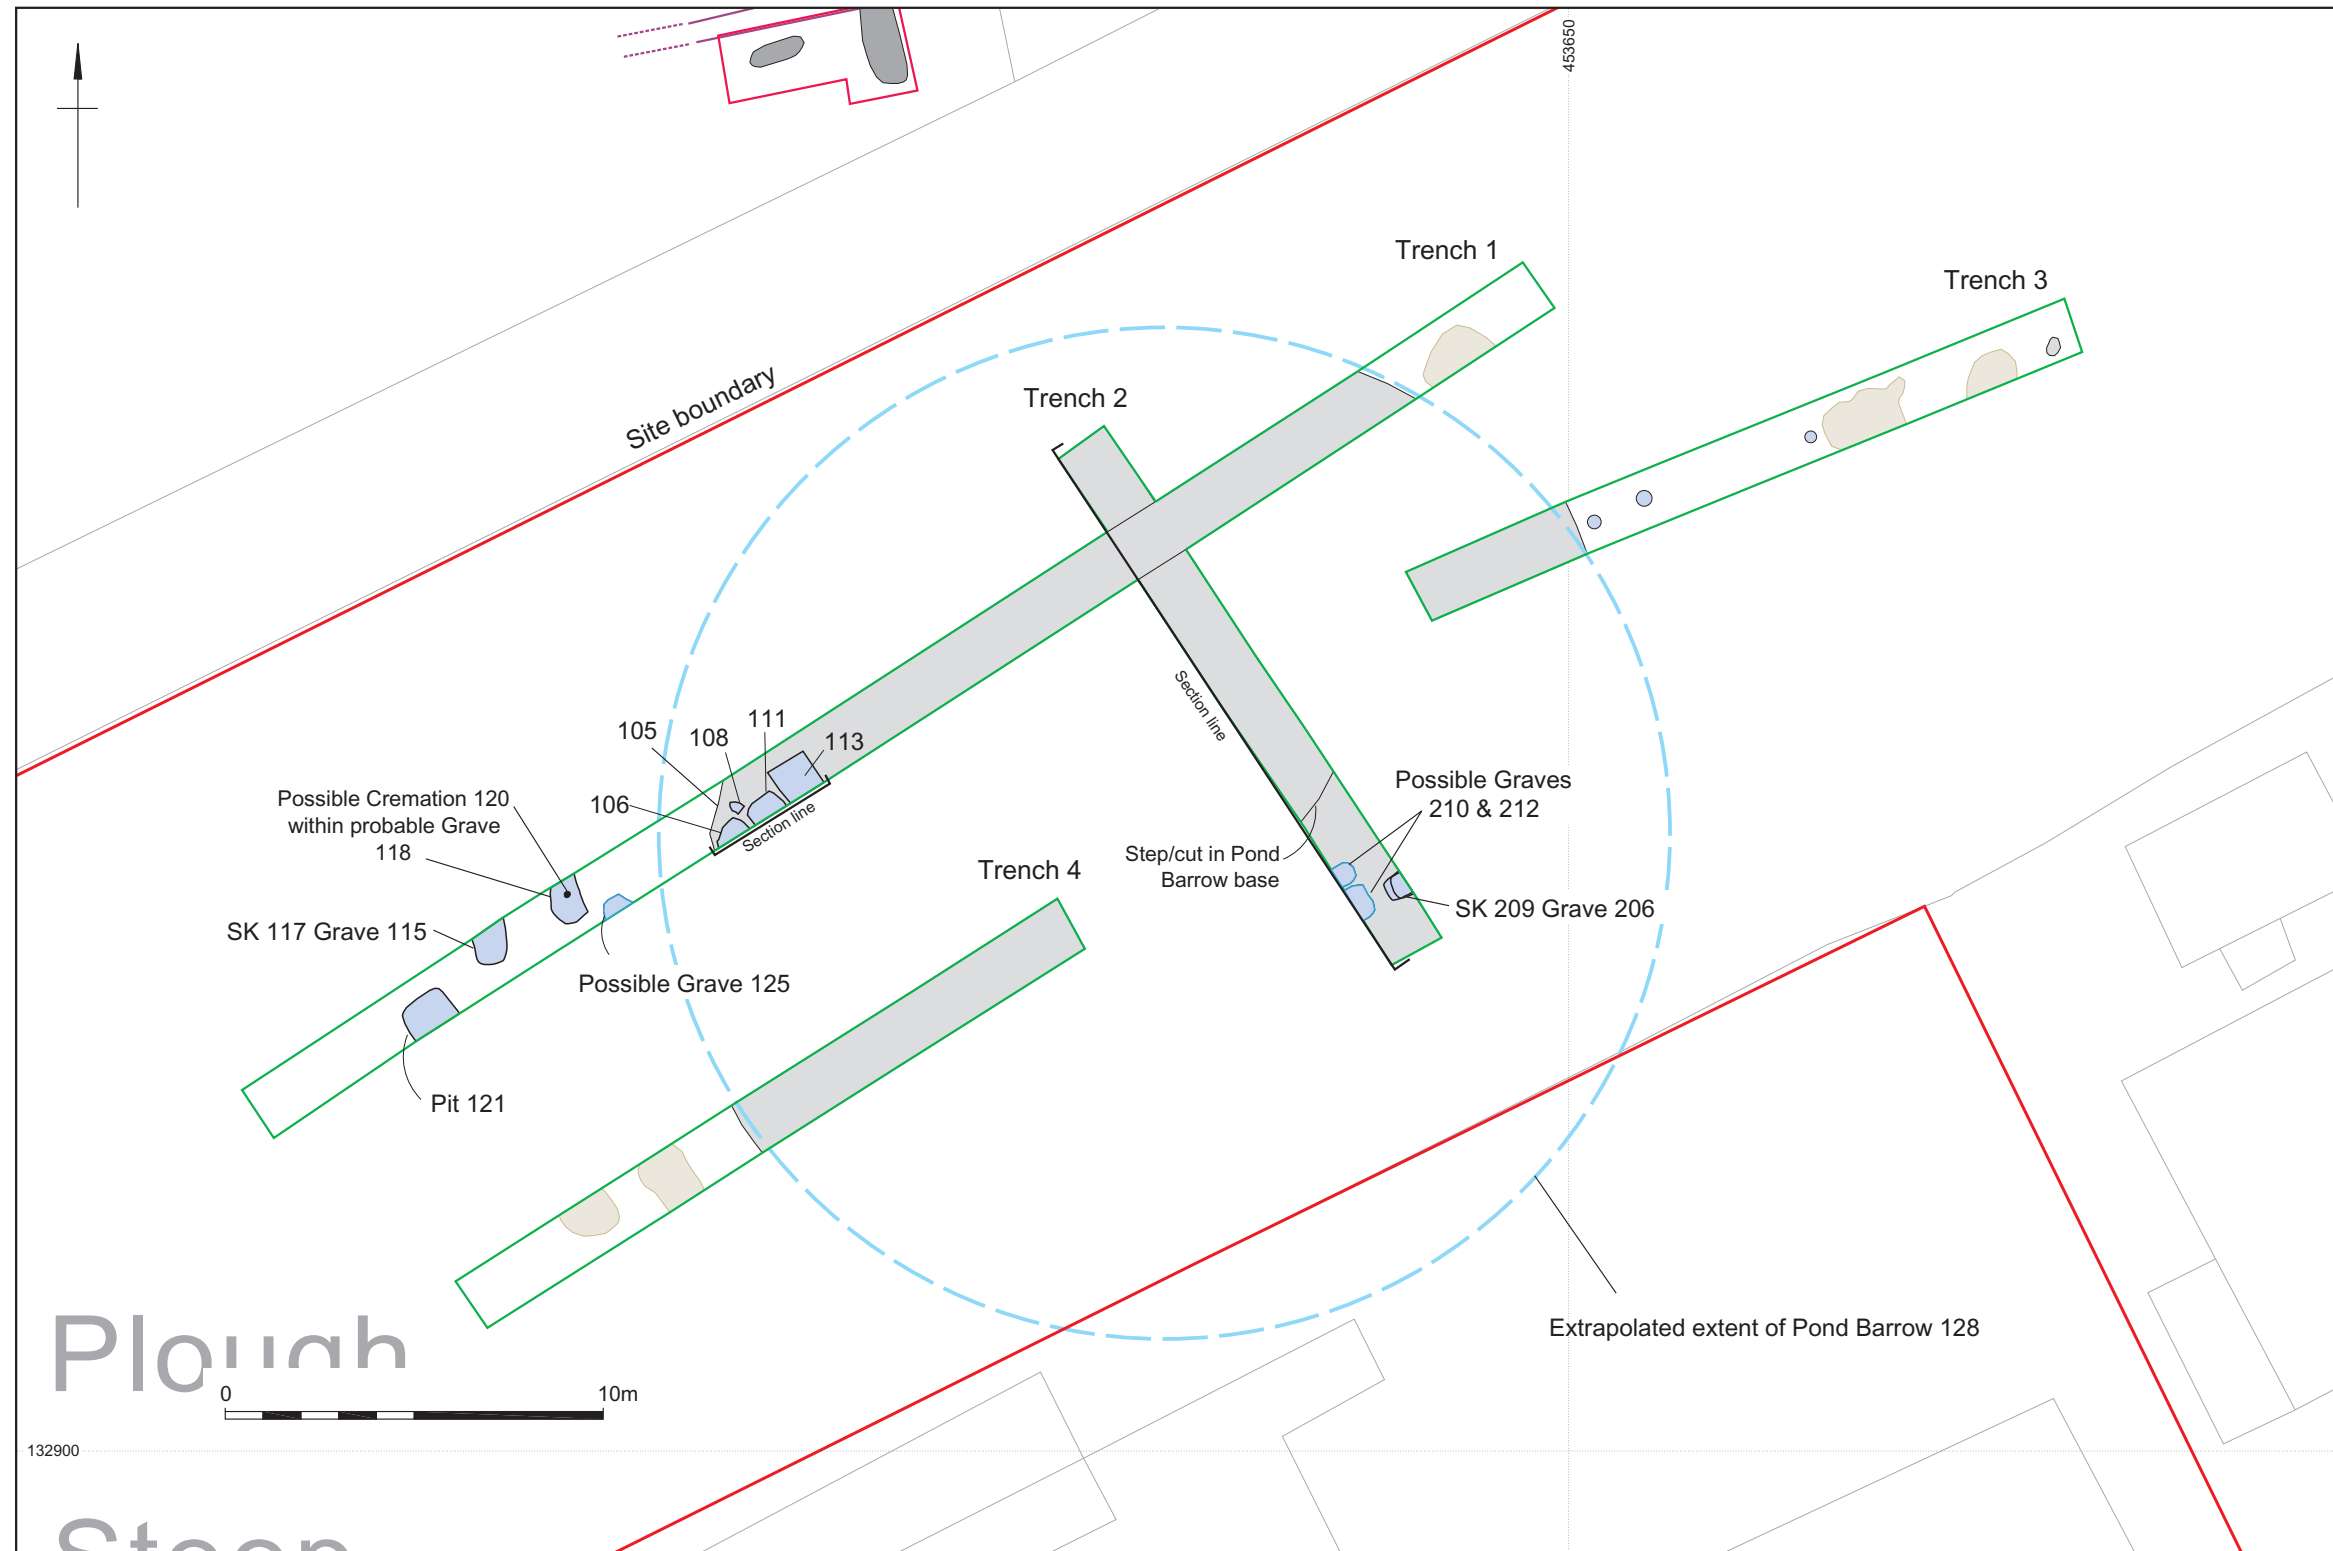 453650
Trench 1
Trench 3
Site boundary
Trench 2
Section line
105
108
111
113
106
Section line
Possible Graves
210 & 212
Possible Cremation 120
within probable Grave
118
Step/cut in Pond
Barrow base
Trench 4
SK 209 Grave 206
SK 117 Grave 115
Possible Grave 125
Pit 121
Extrapolated extent of Pond Barrow 128
Plough
0
10m
132900